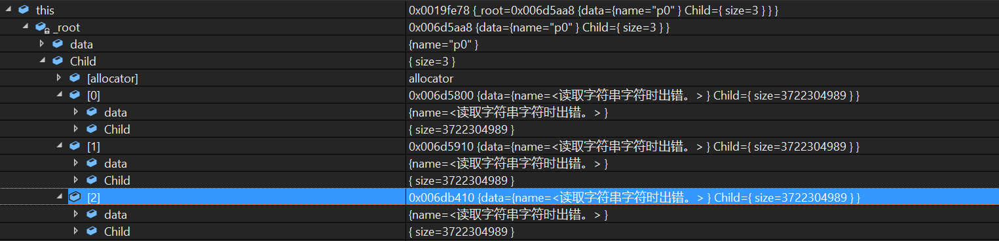 this 0x0019fe78 {_root=0x006d5aa8 {data={name="p0" } Child={ size=3 } } }
_root 0x006d5aa8 {data={name="p0" } Child={ size=3 } }
data {name="p0" }
Child { size=3 }
[allocator] allocator
[0] 0x006d5800 {data={name=<读取字符串字符时出错。> } Child={ size=3722304989 } }
data {name=<读取字符串字符时出错。> }
Child { size=3722304989 }
[1] 0x006d5910 {data={name=<读取字符串字符时出错。> } Child={ size=3722304989 } }
data {name=<读取字符串字符时出错。> }
Child { size=3722304989 }
[2] 0x006db410 {data={name=<读取字符串字符时出错。> } Child={ size=3722304989 } }
data {name=<读取字符串字符时出错。> }
Child { size=3722304989 }